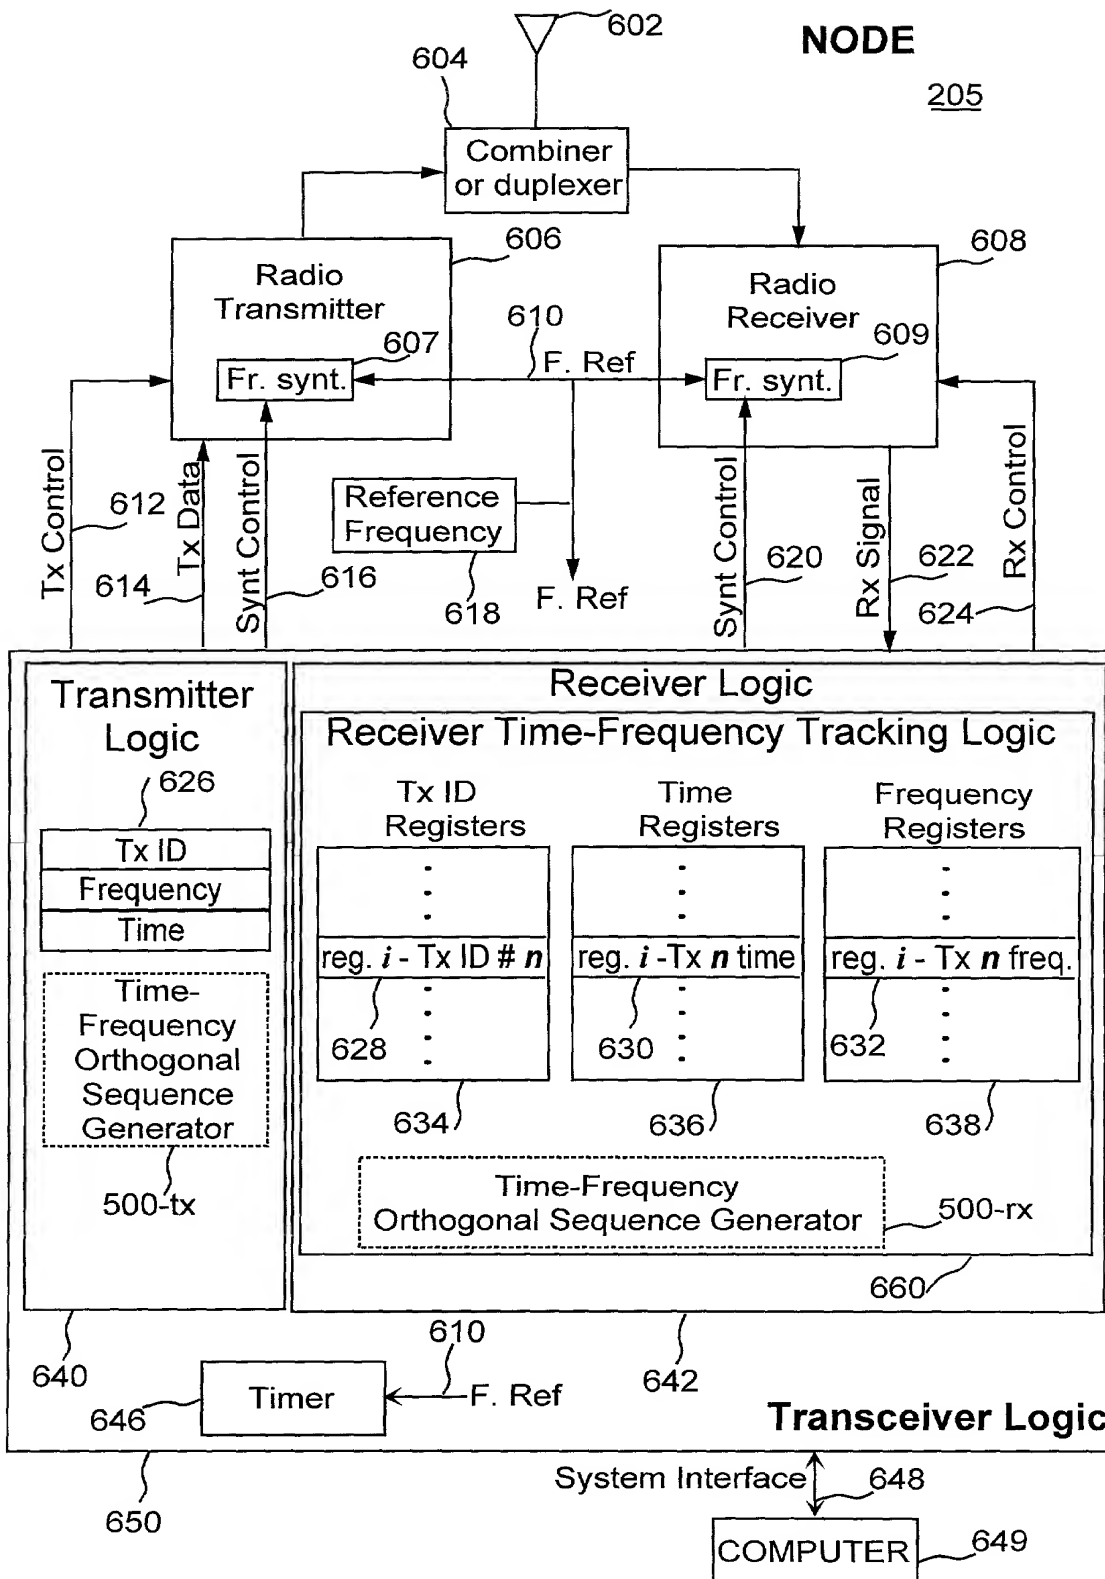 602
NODE
604
205
Combiner
or duplexer
606
608
Radio
Transmitter
Radio
Receiver
610
607
609
F. Ref
Fr. synt.
Fr. synt.
Tx Control
612
Tx Data
614
Synt Control
616
Reference
Frequency
618
F. Ref
Synt Control
620
Rx Signal
622
Rx Control
624
Transmitter
Logic
626
Tx ID
Frequency
Time
Time-
Frequency
Orthogonal
Sequence
Generator
500-tx
Receiver Logic
Receiver Time-Frequency Tracking Logic
Tx ID
Registers
Time
Registers
Frequency
Registers
reg. i - Tx ID # n
reg. i -Tx n time
reg. i - Tx n freq.
628
630
632
634
636
638
Time-Frequency
Orthogonal Sequence Generator
500-rx
660
640
610
642
646
Timer
F. Ref
Transceiver Logic
650
System Interface
648
COMPUTER
649